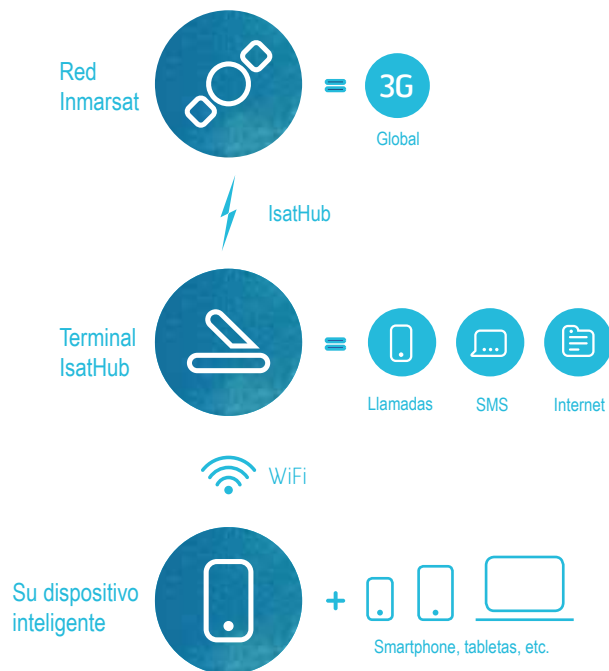 Red
Inmarsat
=
3G
Global
IsatHub
Terminal
IsatHub
=
Llamadas
SMS
Internet
WiFi
Su dispositivo
inteligente
+
Smartphone, tabletas, etc.